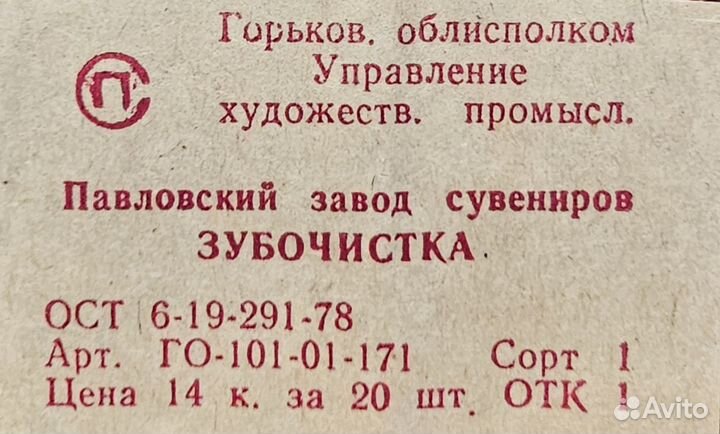 Горьков. облисполком
Управление
художеств. промысл.
П
Павловский завод сувениров
ЗУБОЧИСТКА
ОСТ 6-19-291-78
Арт. ГО-101-01-171 Сорт 1
Цена 14 к. за 20 шт. ОТК 1
Avito